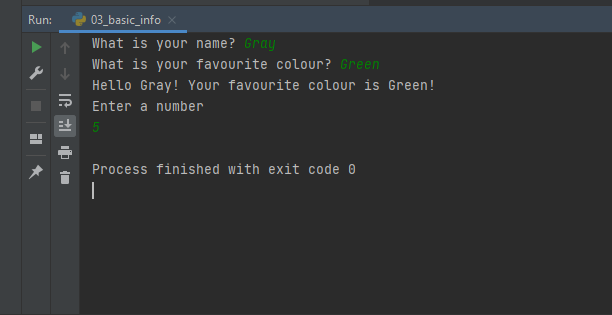 Run: 03_basic_info
What is your name? Gray
What is your favourite colour? Green
Hello Gray! Your favourite colour is Green!
Enter a number
5
Process finished with exit code 0